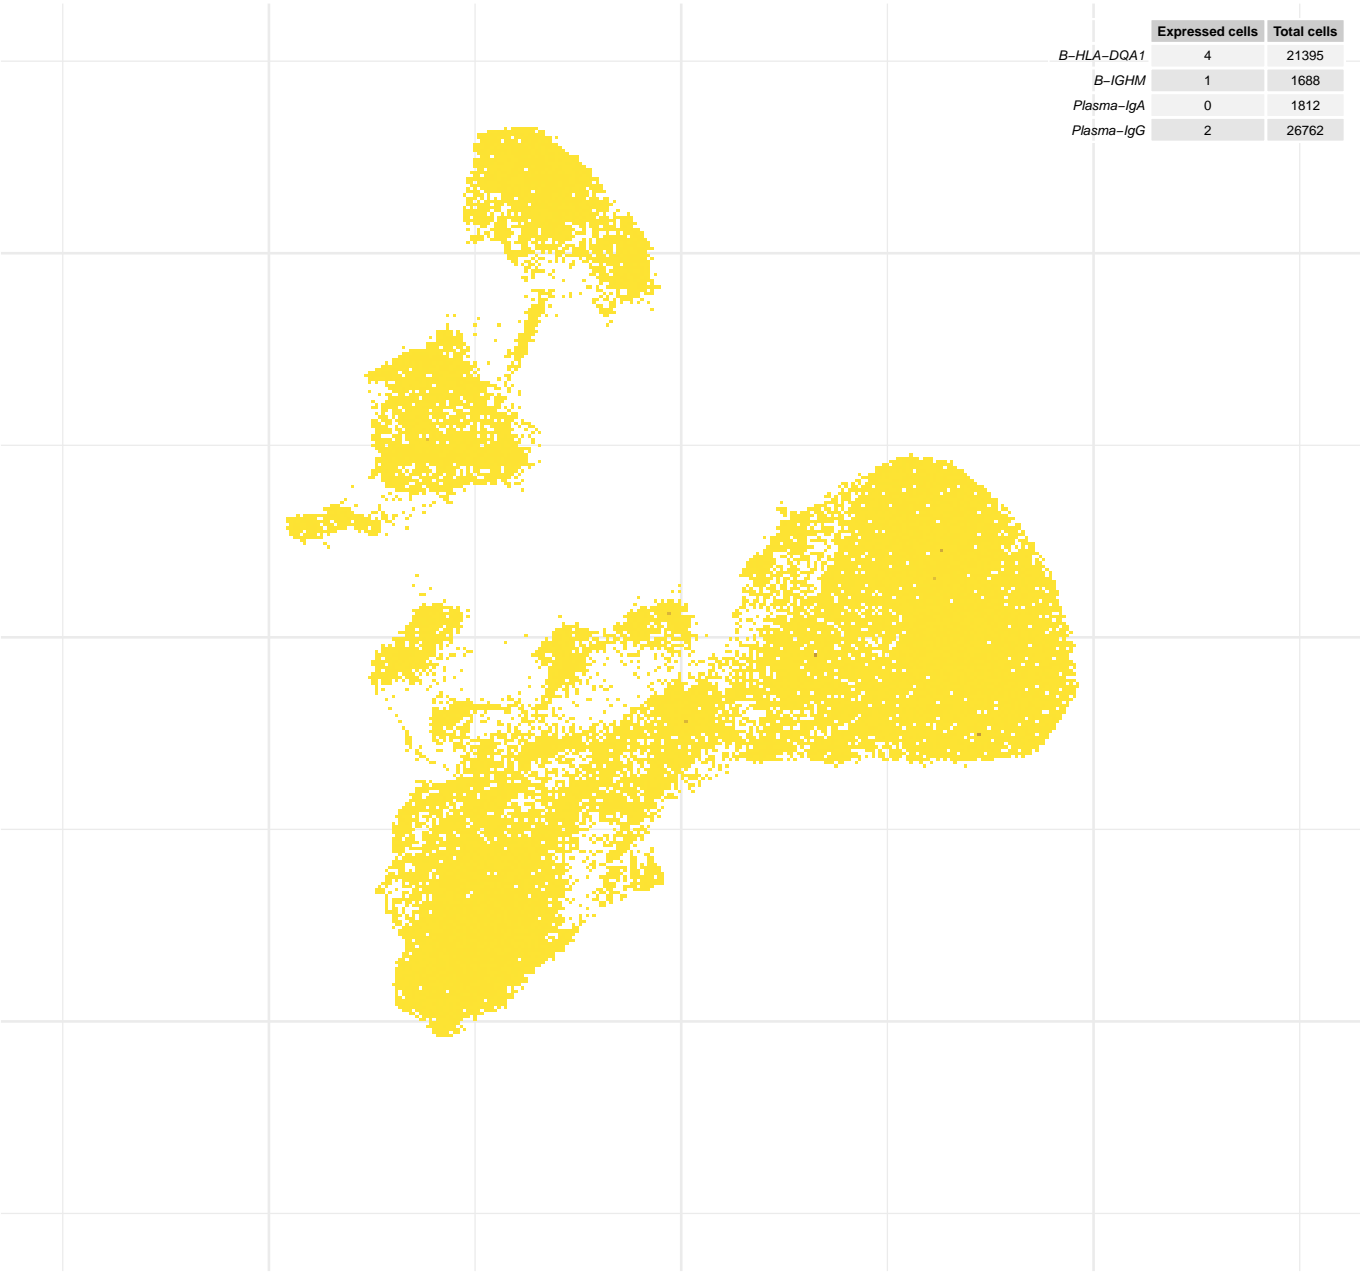 Expressed cells Total cells
B−HLA−DQA1 4 21395
B−IGHM 1 1688
Plasma−IgA 0 1812
Plasma−IgG 2 26762